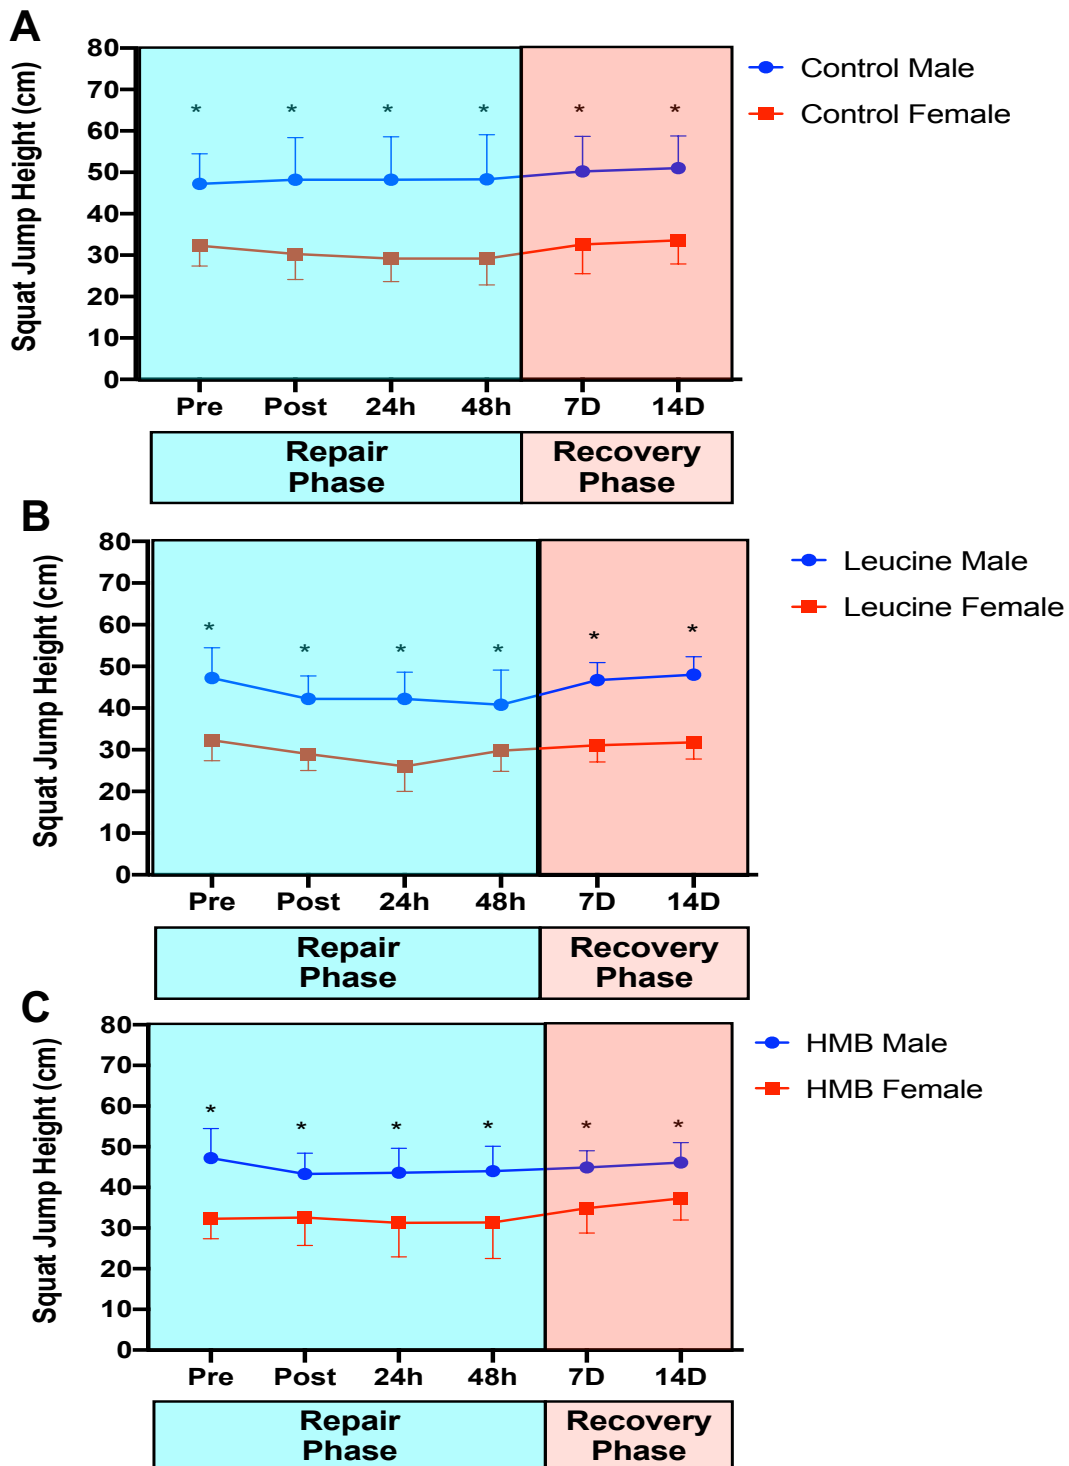 A
Squat Jump Height (cm)
80
70
60
50
40
30
20
10
0
* * * * * *
Pre Post 24h 48h 7D 14D
Repair
Phase
Recovery
Phase
Control Male
Control Female
B
Squat Jump Height (cm)
80
70
60
50
40
30
20
10
0
* * * * * *
Pre Post 24h 48h 7D 14D
Repair
Phase
Recovery
Phase
Leucine Male
Leucine Female
C
Squat Jump Height (cm)
80
70
60
50
40
30
20
10
0
* * * * * *
Pre Post 24h 48h 7D 14D
Repair
Phase
Recovery
Phase
HMB Male
HMB Female